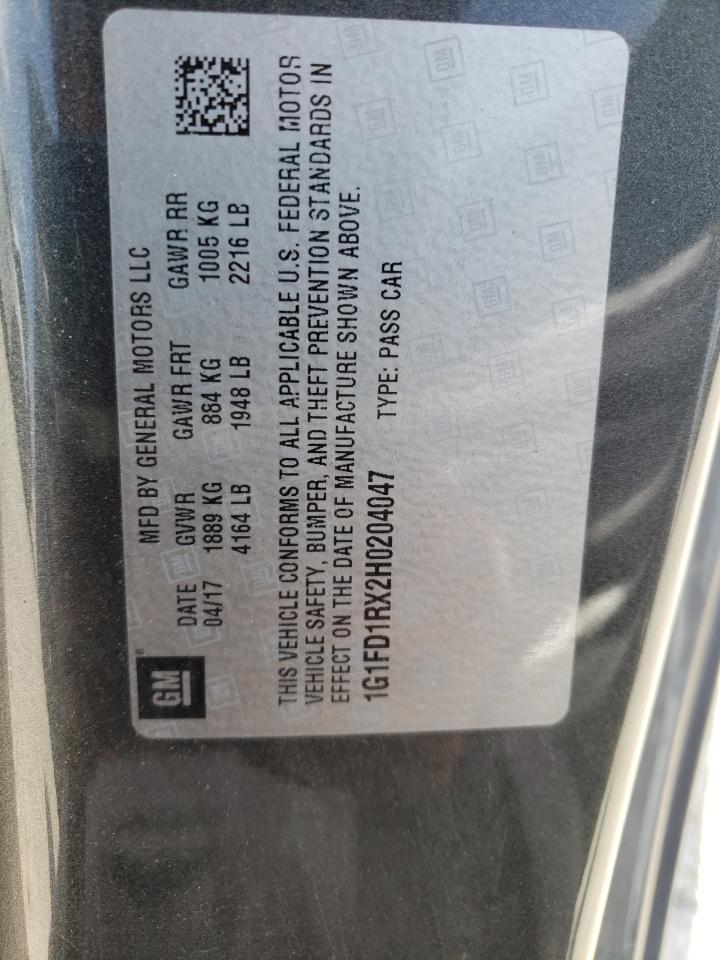 GM ®
MFD BY GENERAL MOTORS LLC
DATE GVWR GAWR FRT GAWR RR
04/17 1889 KG 884 KG 1005 KG
4164 LB 1948 LB 2216 LB
THIS VEHICLE CONFORMS TO ALL APPLICABLE U.S. FEDERAL MOTOR
VEHICLE SAFETY, BUMPER, AND THEFT PREVENTION STANDARDS IN
EFFECT ON THE DATE OF MANUFACTURE SHOWN ABOVE.
1G1FD1RX2H0204047 TYPE: PASS CAR